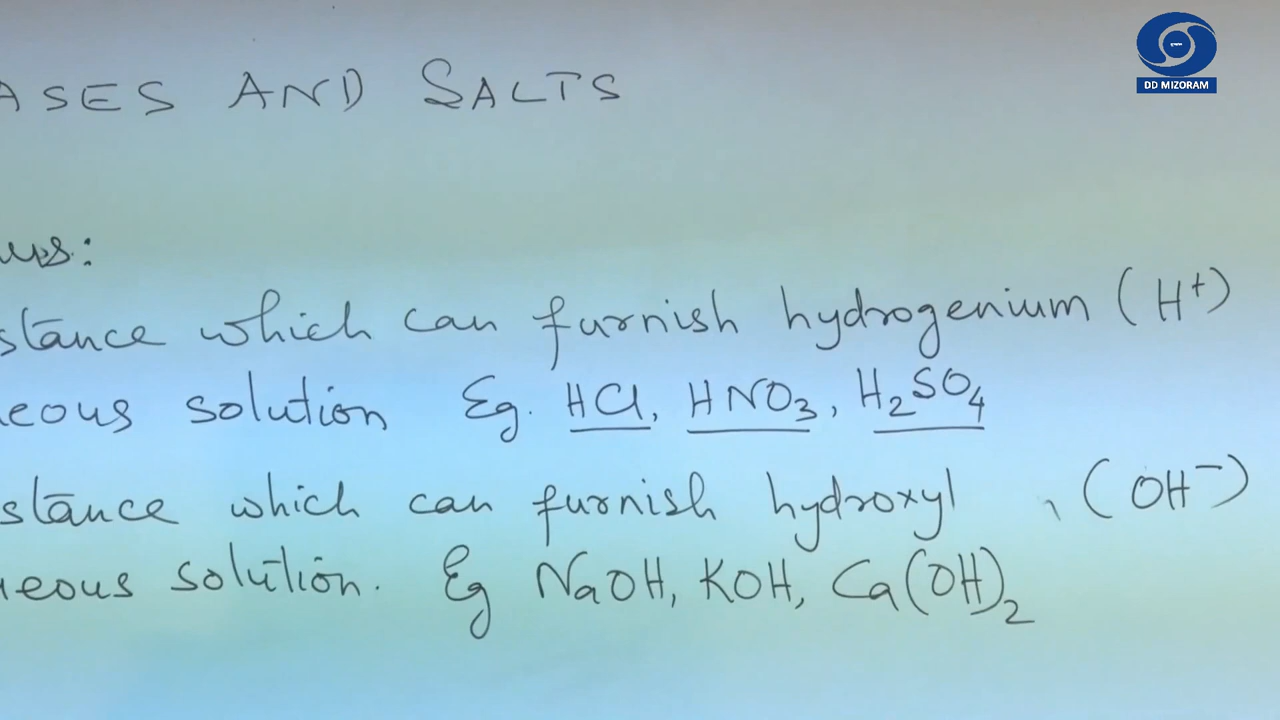 DD MIZORAM
ASES AND SALTS
stance which can furnish hydrogenium (H⁺)
eous solution Eg. HCl, HNO₃, H₂SO₄
stance which can furnish hydroxyl (OH⁻)
eous solution. Eg NaOH, KOH, Ca(OH)₂